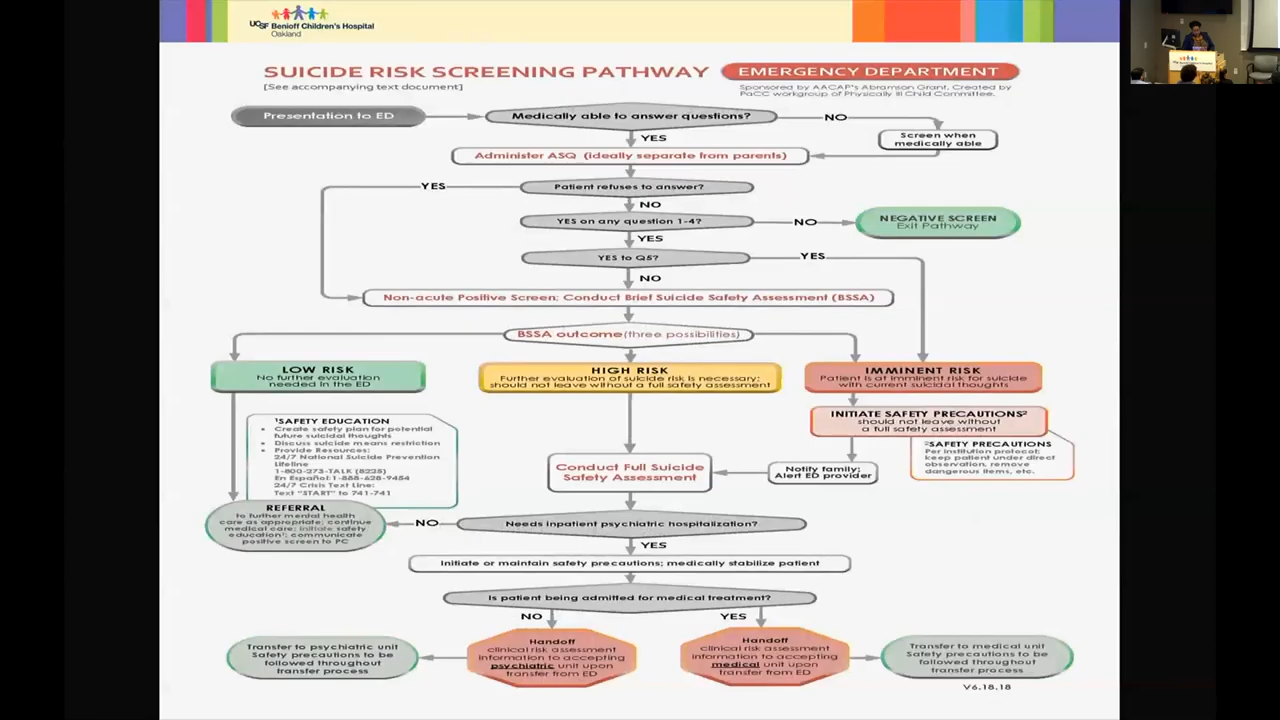 UCSF Benioff Children's Hospital
Oakland
SUICIDE RISK SCREENING PATHWAY
EMERGENCY DEPARTMENT
[See accompanying text document]
Sponsored by AACAP's Abramson Grant, Created by
PaCC workgroup of Physically Ill Child Committee.
Presentation to ED
Medically able to answer questions?
NO
Screen when
medically able
YES
Administer ASQ (ideally separate from parents)
Patient refuses to answer?
YES
NO
YES on any question 1-4?
NO
NEGATIVE SCREEN
Exit Pathway
YES
YES to Q5?
YES
NO
Non-acute Positive Screen; Conduct Brief Suicide Safety Assessment (BSSA)
BSSA outcome(three possibilities)
LOW RISK
No further evaluation
needed in the ED
HIGH RISK
Further evaluation of suicide risk is necessary;
should not leave without a full safety assessment
IMMINENT RISK
Patient is at imminent risk for suicide
with current suicidal thoughts
INITIATE SAFETY PRECAUTIONS²
should not leave without
a full safety assessment
¹SAFETY EDUCATION
• Create safety plan for potential
future suicidal thoughts
• Discuss suicide means restriction
• Provide Resources:
24/7 National Suicide Prevention
Lifeline
1-800-273-TALK (8225)
En Español:1-888-628-9454
24/7 Crisis Text Line:
Text "START" to 741-741
²SAFETY PRECAUTIONS
Per institution protocol;
keep patient under direct
observation, remove
dangerous items, etc.
Conduct Full Suicide
Safety Assessment
Notify family;
Alert ED provider
REFERRAL
to further mental health
care as appropriate; continue
medical care; initiate safety
education¹; communicate
positive screen to PC
NO
Needs inpatient psychiatric hospitalization?
YES
Initiate or maintain safety precautions; medically stabilize patient
Is patient being admitted for medical treatment?
NO
YES
Transfer to psychiatric unit
Safety precautions to be
followed throughout
transfer process
Handoff
clinical risk assessment
information to accepting
psychiatric unit upon
transfer from ED
Handoff
clinical risk assessment
information to accepting
medical unit upon
transfer from ED
Transfer to medical unit
Safety precautions to be
followed throughout
transfer process
V6.18.18